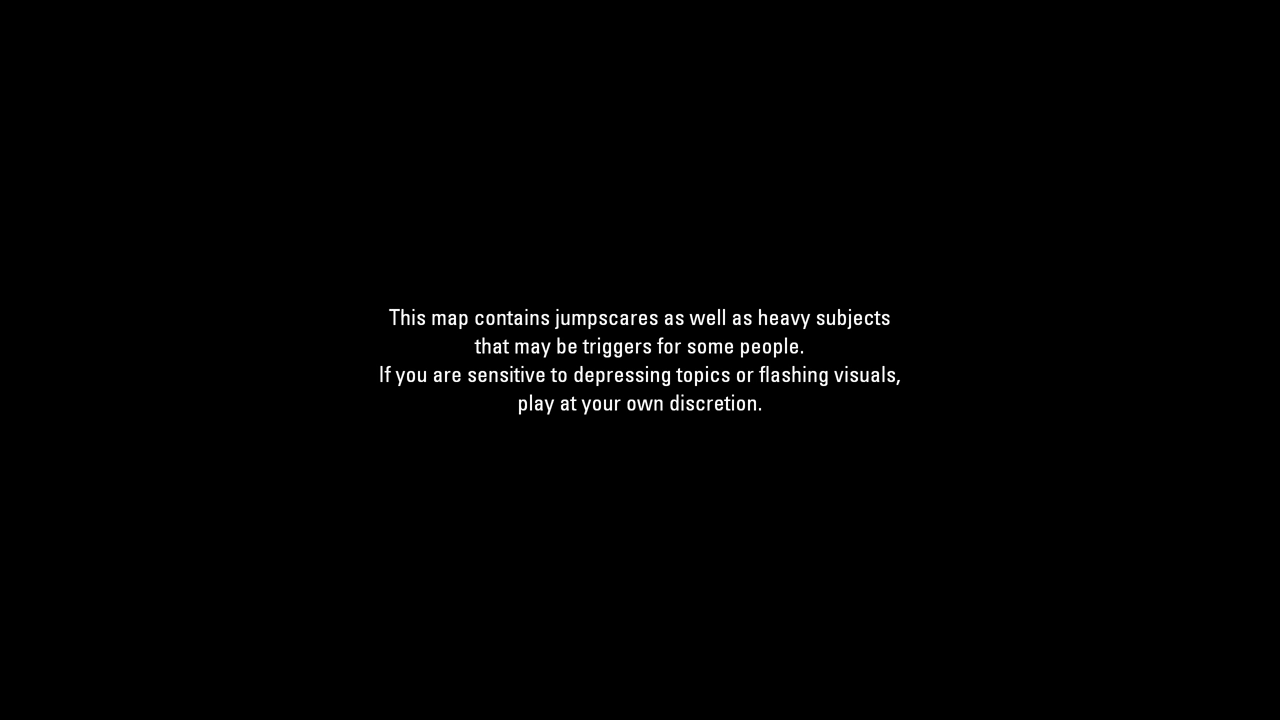 This map contains jumpscares as well as heavy subjects
that may be triggers for some people.
If you are sensitive to depressing topics or flashing visuals,
play at your own discretion.